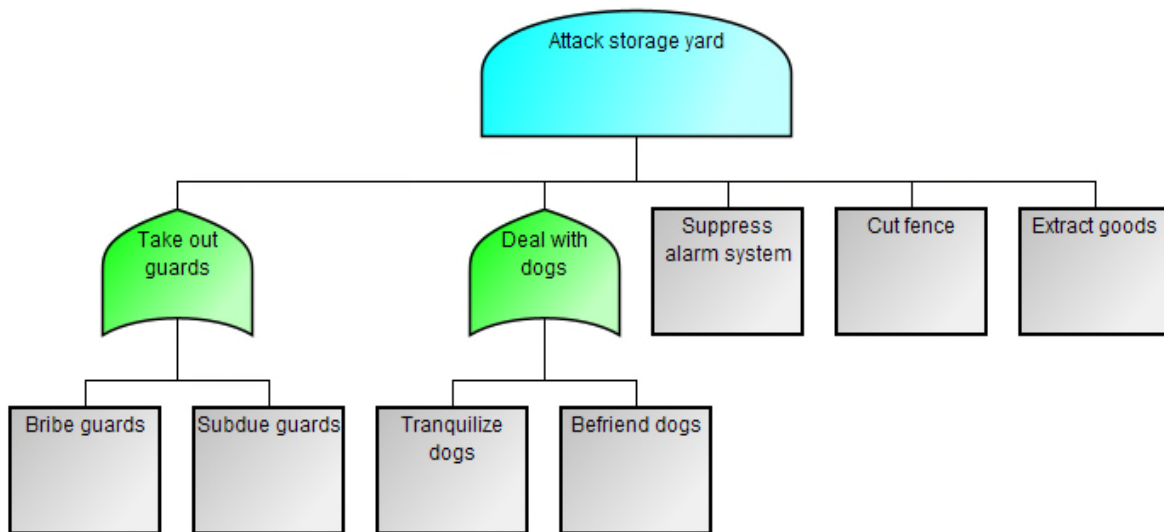 Attack storage yard
Take out
guards
Deal with
dogs
Suppress
alarm system
Cut fence
Extract goods
Bribe guards
Subdue guards
Tranquilize
dogs
Befriend dogs